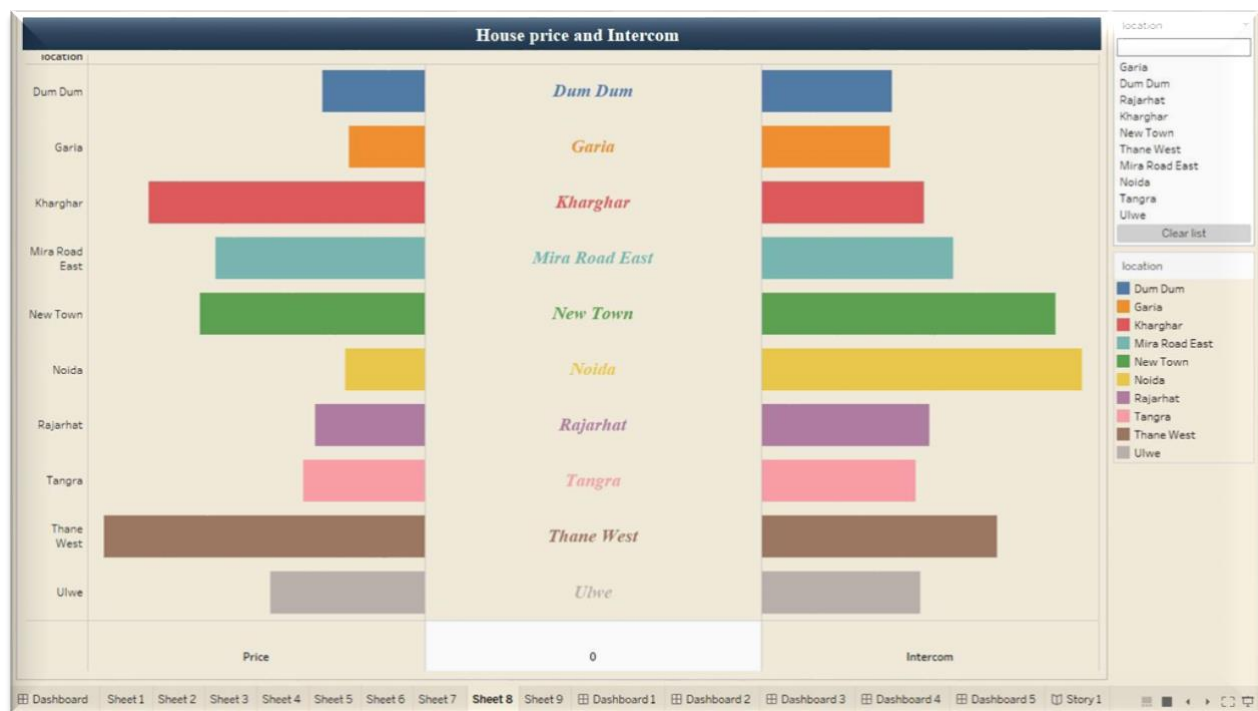 House price and Intercom
location
Dum Dum
Garia
Kharghar
Mira Road
East
New Town
Noida
Rajarhat
Tangra
Thane
West
Ulwe
Dum Dum
Garia
Kharghar
Mira Road East
New Town
Noida
Rajarhat
Tangra
Thane West
Ulwe
Price
0
Intercom
location
Garia
Dum Dum
Rajarhat
Kharghar
New Town
Thane West
Mira Road East
Noida
Tangra
Ulwe
Clear list
location
Dum Dum
Garia
Kharghar
Mira Road East
New Town
Noida
Rajarhat
Tangra
Thane West
Ulwe
Dashboard Sheet 1 Sheet 2 Sheet 3 Sheet 4 Sheet 5 Sheet 6 Sheet 7 Sheet 8 Sheet 9 Dashboard 1 Dashboard 2 Dashboard 3 Dashboard 4 Dashboard 5 Story 1